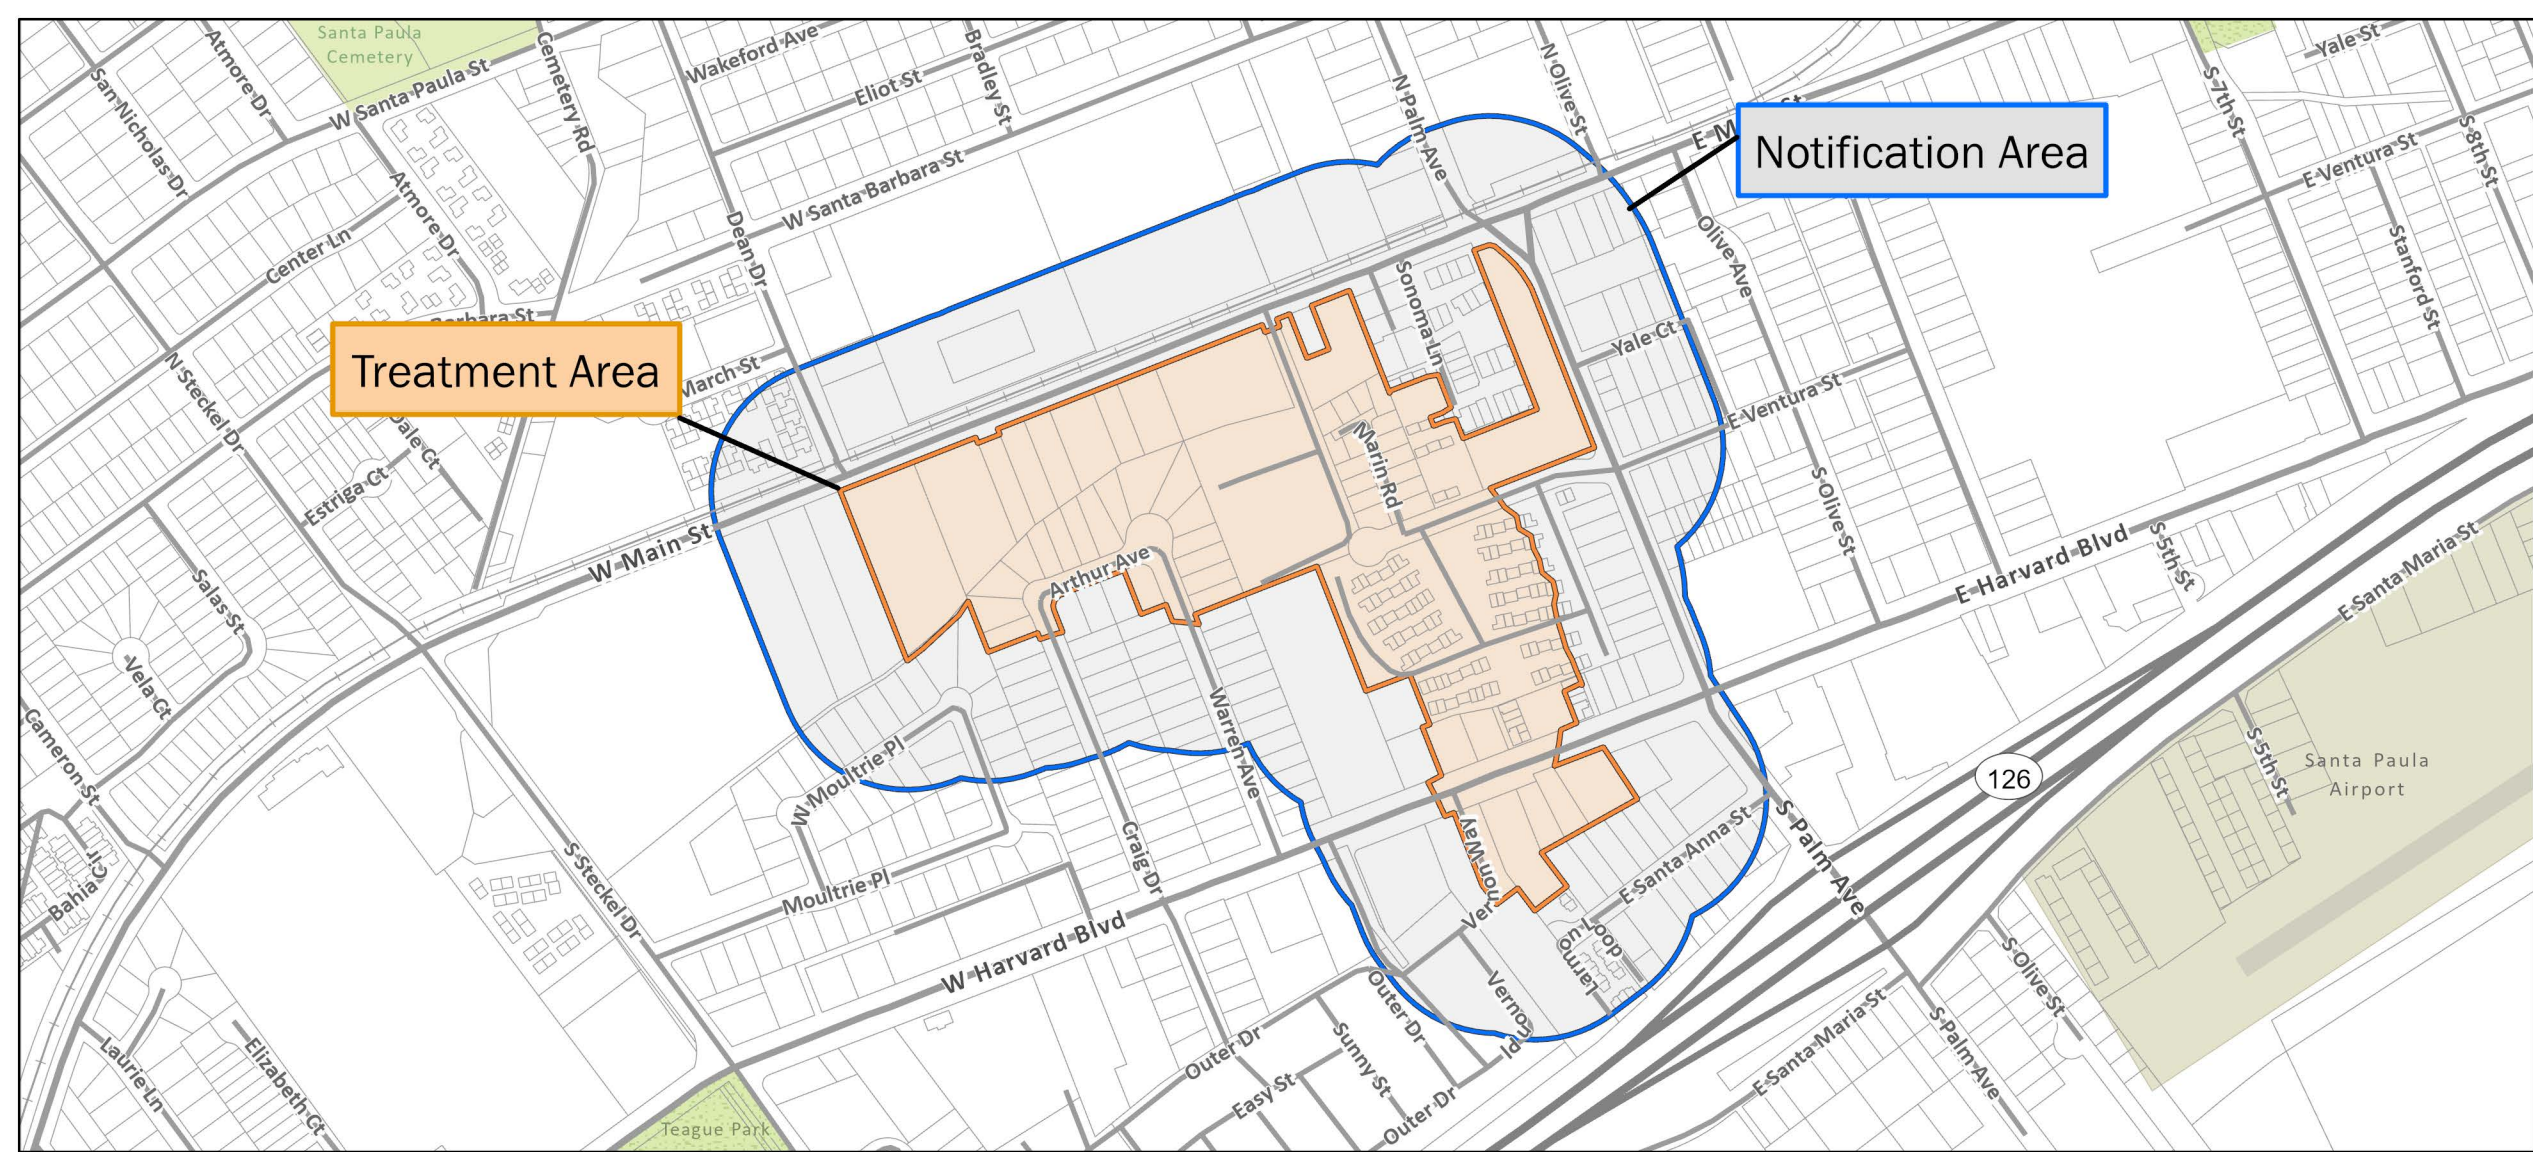 Santa Paula
Cemetery
Atmore Dr
Cemetery Rd
Wakeford Ave
Bradley St
N Palm Ave
N Olive St
Yale St
San Nicholas Dr
W Santa Paula St
Eliot St
E M
St
S 7th St
S 8th St
Notification Area
E Ventura St
Atmore Dr
W Santa Barbara St
Dean Dr
Center Ln
Olive Ave
Stanford St
Sonoma Ln
Barbara St
Yale Ct
Treatment Area
March St
N Steckel Dr
Dale Ct
E Ventura St
Marin Rd
Estriga Ct
S Olive St
W Main St
E Harvard Blvd
S 5th St
E Santa Maria St
Arthur Ave
Salas St
Vela Ct
Warren Ave
Cameron St
W Moultrie Pl
S 5th St
Santa Paula
Airport
126
S Palm Ave
E Santa Anna St
Vernon Way
Craig Dr
S Steckel Dr
Bahia Cir
Moultrie Pl
W Harvard Blvd
Loop
S Olive St
Outer Dr
Outer Dr
Sunny St
E Santa Maria St
S Palm Ave
Laurie Ln
Elizabeth Ct
Easy St
Outer Dr
Teague Park